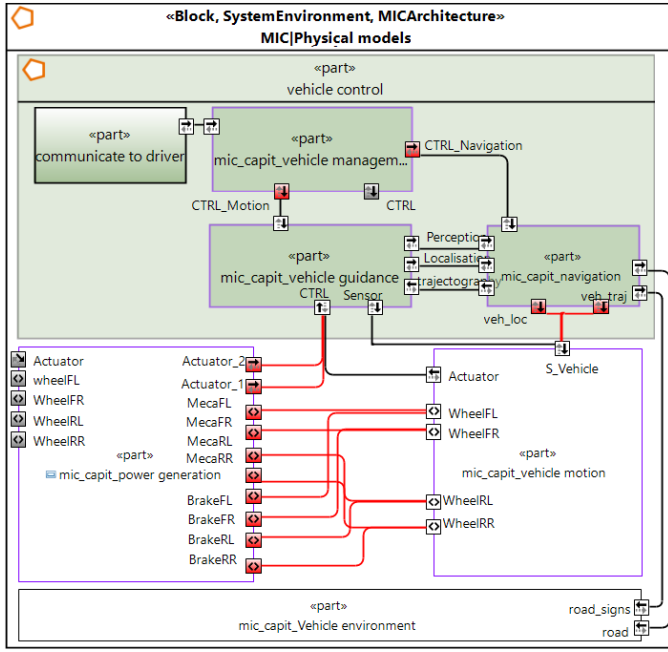 «Block, SystemEnvironment, MICArchitecture»
MIC|Physical models
«part»
vehicle control
«part»
communicate to driver
«part»
mic_capit_vehicle managem...
CTRL_Navigation
CTRL_Motion
CTRL
«part»
mic_capit_vehicle guidance
CTRL
Sensor
Perception
Localisation
trajectography
«part»
mic_capit_navigation
veh_traj
veh_loc
S_Vehicle
Actuator
wheelFL
WheelFR
WheelRL
WheelRR
Actuator_2
Actuator_1
MecaFL
MecaFR
MecaRL
MecaRR
«part»
mic_capit_power generation
BrakeFL
BrakeFR
BrakeRL
BrakeRR
Actuator
WheelFL
WheelFR
«part»
mic_capit_vehicle motion
WheelRL
WheelRR
«part»
mic_capit_Vehicle environment
road_signs
road